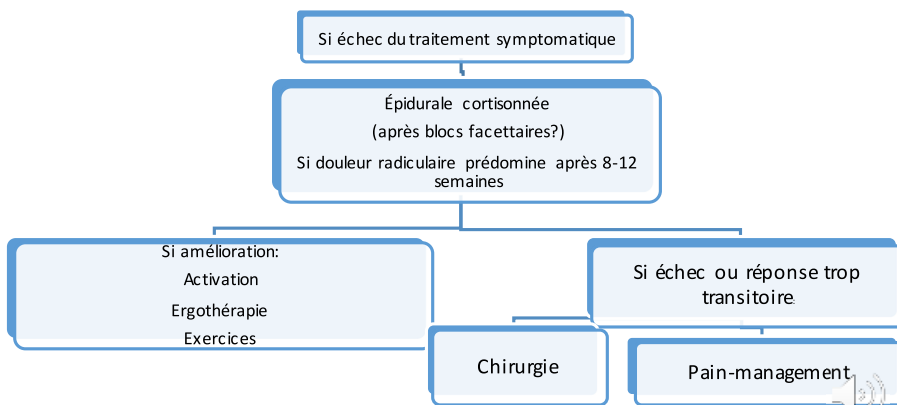 Si échec du traitement symptomatique
Épidurale cortisonnée
(après blocs facettaires?)
Si douleur radiculaire prédomine après 8-12
semaines
Si amélioration:
Activation
Ergothérapie
Exercices
Si échec ou réponse trop
transitoire.
Chirurgie
Pain-management